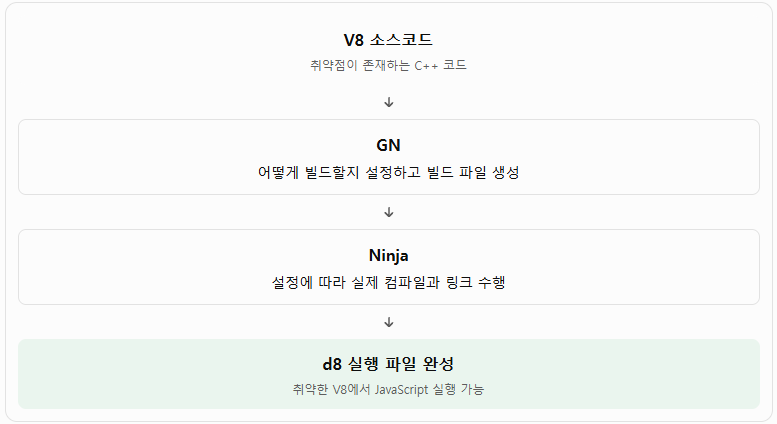 V8 소스코드
취약점이 존재하는 C++ 코드
↓
GN
어떻게 빌드할지 설정하고 빌드 파일 생성
↓
Ninja
설정에 따라 실제 컴파일과 링크 수행
↓
d8 실행 파일 완성
취약한 V8에서 JavaScript 실행 가능